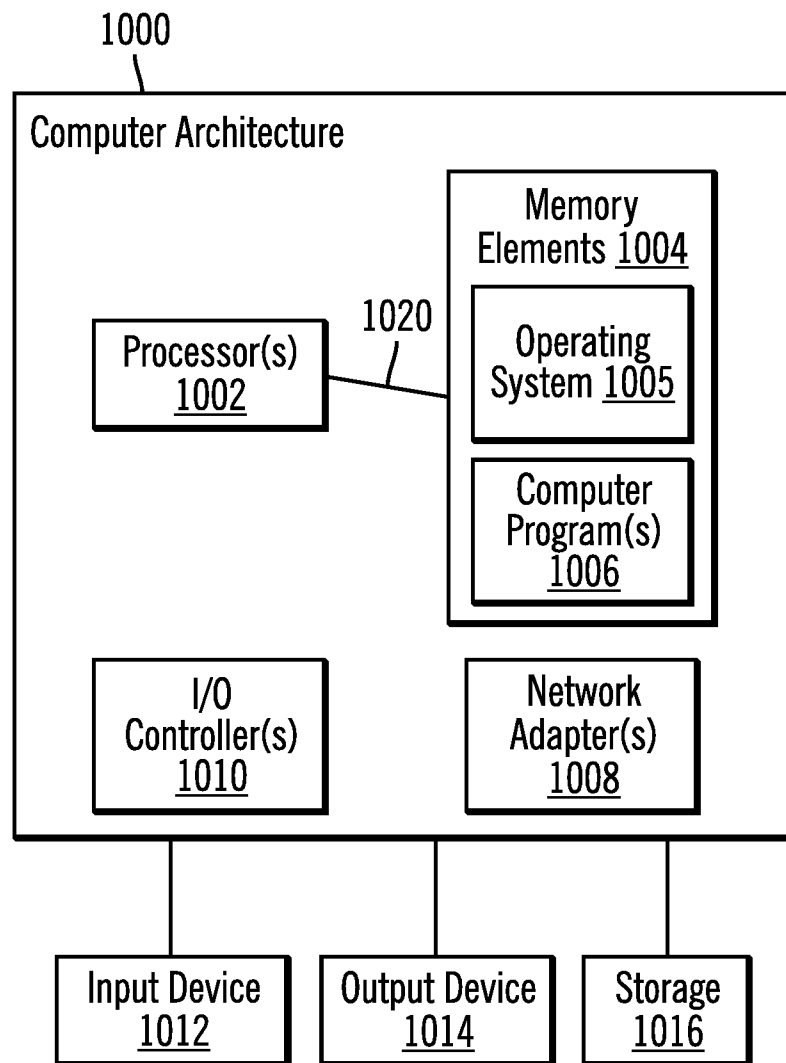 1000
Computer Architecture
Memory
Elements 1004
1020
Processor(s)
1002
Operating
System 1005
Computer
Program(s)
1006
I/O
Controller(s)
1010
Network
Adapter(s)
1008
Input Device
1012
Output Device
1014
Storage
1016